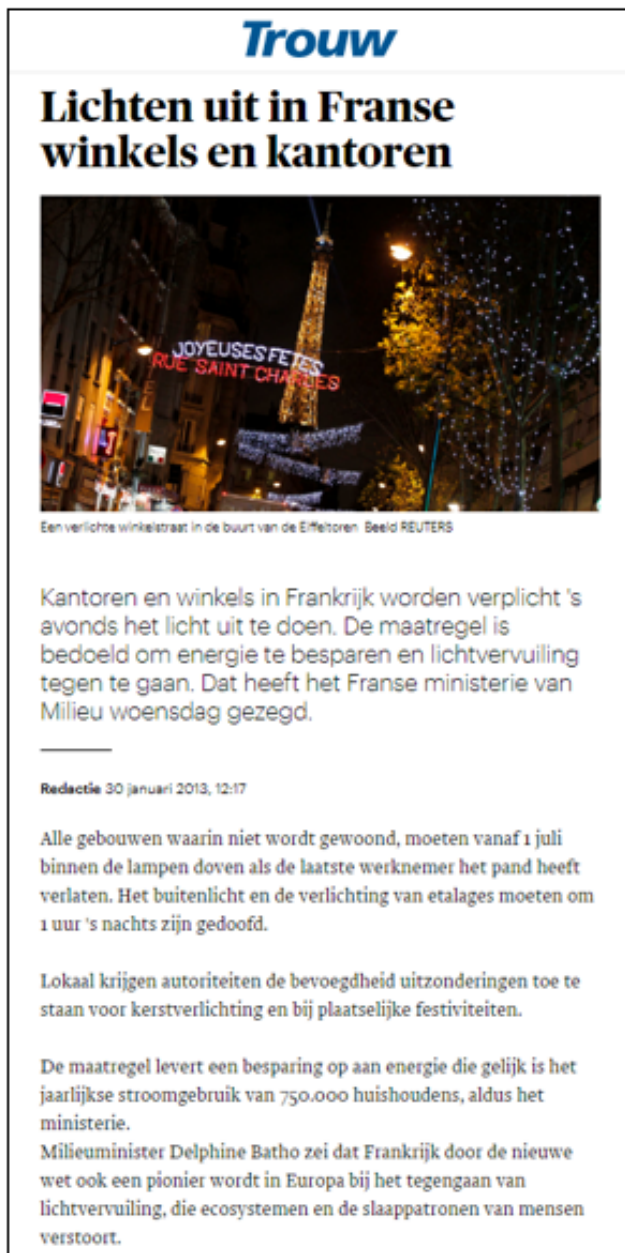 Trouw
Lichten uit in Franse
winkels en kantoren
JOYEUSES FETES
RUE SAINT CHARLES
Een verlichte winkelstraat in de buurt van de Eiffeltoren Beeld REUTERS
Kantoren en winkels in Frankrijk worden verplicht 's
avonds het licht uit te doen. De maatregel is
bedoeld om energie te besparen en lichtvervuiling
tegen te gaan. Dat heeft het Franse ministerie van
Milieu woensdag gezegd.
Redactie 30 januari 2013, 12:17
Alle gebouwen waarin niet wordt gewoond, moeten vanaf 1 juli
binnen de lampen doven als de laatste werknemer het pand heeft
verlaten. Het buitenlicht en de verlichting van etalages moeten om
1 uur 's nachts zijn gedoofd.
Lokaal krijgen autoriteiten de bevoegdheid uitzonderingen toe te
staan voor kerstverlichting en bij plaatselijke festiviteiten.
De maatregel levert een besparing op aan energie die gelijk is het
jaarlijkse stroomgebruik van 750.000 huishoudens, aldus het
ministerie.
Milieuminister Delphine Batho zei dat Frankrijk door de nieuwe
wet ook een pionier wordt in Europa bij het tegengaan van
lichtvervuiling, die ecosystemen en de slaappatronen van mensen
verstoort.